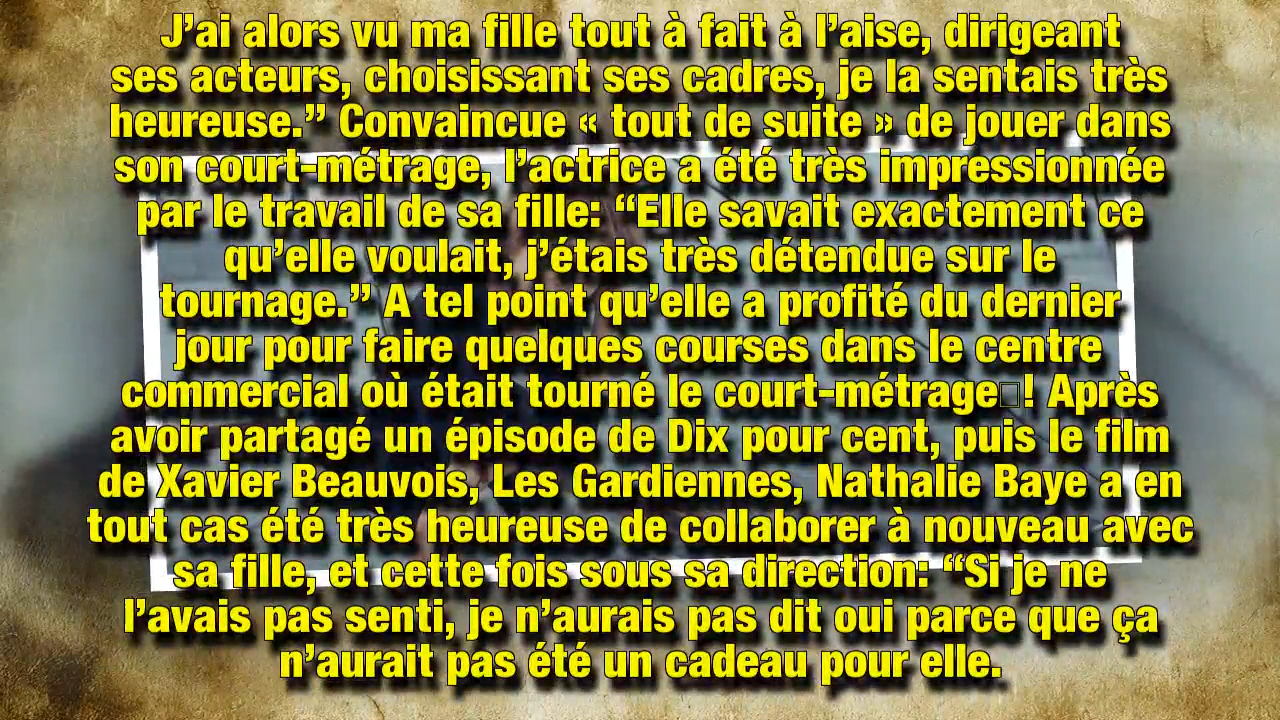 J’ai alors vu ma fille tout à fait à l’aise, dirigeant
ses acteurs, choisissant ses cadres, je la sentais très
heureuse.” Convaincue « tout de suite » de jouer dans
son court-métrage, l’actrice a été très impressionnée
par le travail de sa fille: “Elle savait exactement ce
qu’elle voulait, j’étais très détendue sur le
tournage.” A tel point qu’elle a profité du dernier
jour pour faire quelques courses dans le centre
commercial où était tourné le court-métrage□! Après
avoir partagé un épisode de Dix pour cent, puis le film
de Xavier Beauvois, Les Gardiennes, Nathalie Baye a en
tout cas été très heureuse de collaborer à nouveau avec
sa fille, et cette fois sous sa direction: “Si je ne
l’avais pas senti, je n’aurais pas dit oui parce que ça
n’aurait pas été un cadeau pour elle.